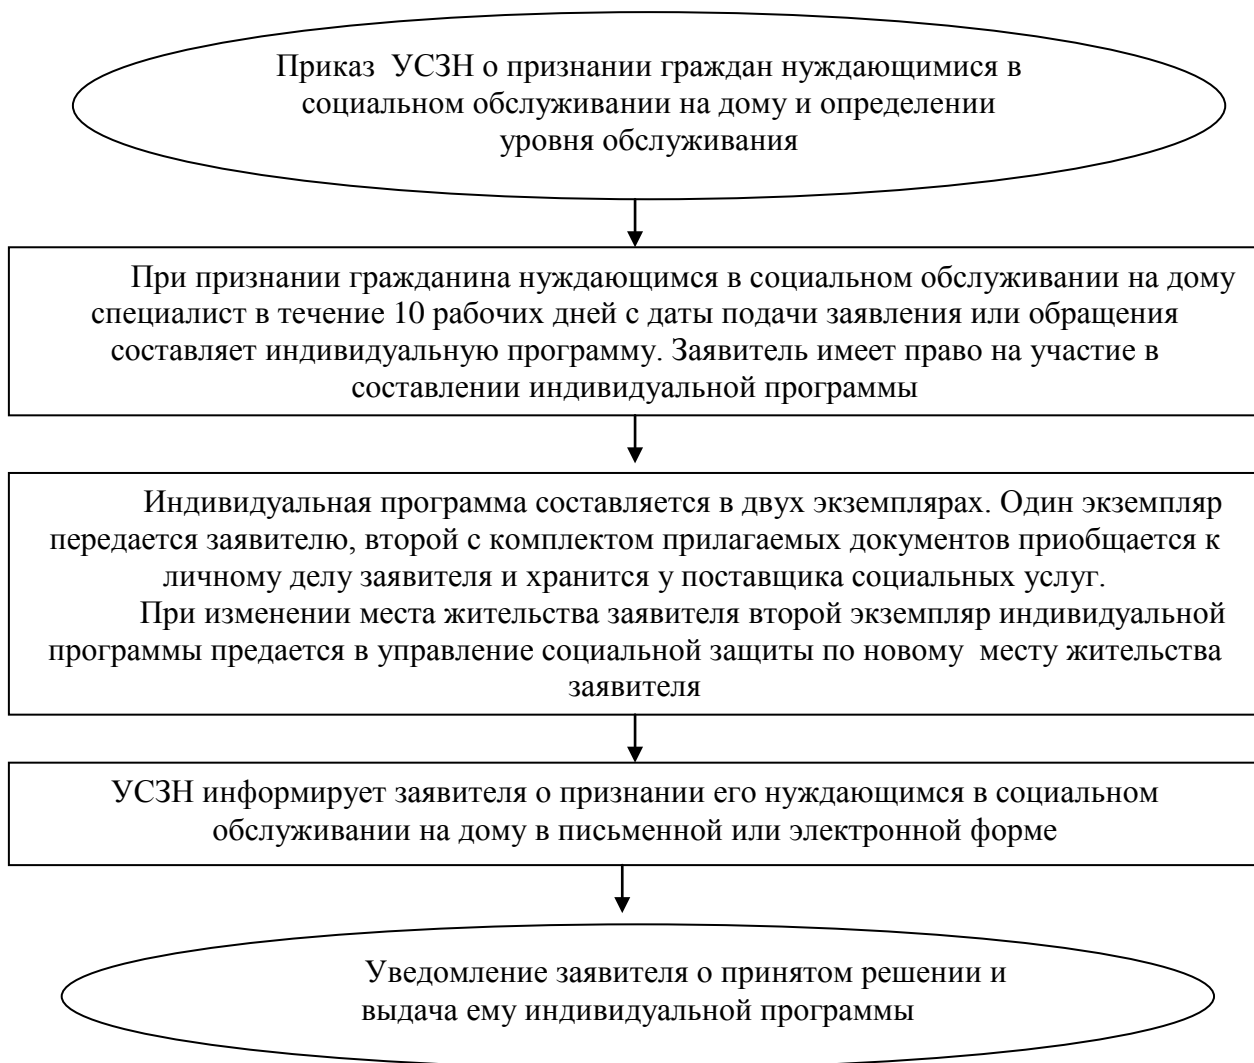 Приказ УСЗН о признании граждан нуждающимися в
социальном обслуживании на дому и определении
уровня обслуживания
При признании гражданина нуждающимся в социальном обслуживании на дому
специалист в течение 10 рабочих дней с даты подачи заявления или обращения
составляет индивидуальную программу. Заявитель имеет право на участие в
составлении индивидуальной программы
Индивидуальная программа составляется в двух экземплярах. Один экземпляр
передается заявителю, второй с комплектом прилагаемых документов приобщается к
личному делу заявителя и хранится у поставщика социальных услуг.
При изменении места жительства заявителя второй экземпляр индивидуальной
программы предается в управление социальной защиты по новому месту жительства
заявителя
УСЗН информирует заявителя о признании его нуждающимся в социальном
обслуживании на дому в письменной или электронной форме
Уведомление заявителя о принятом решении и
выдача ему индивидуальной программы